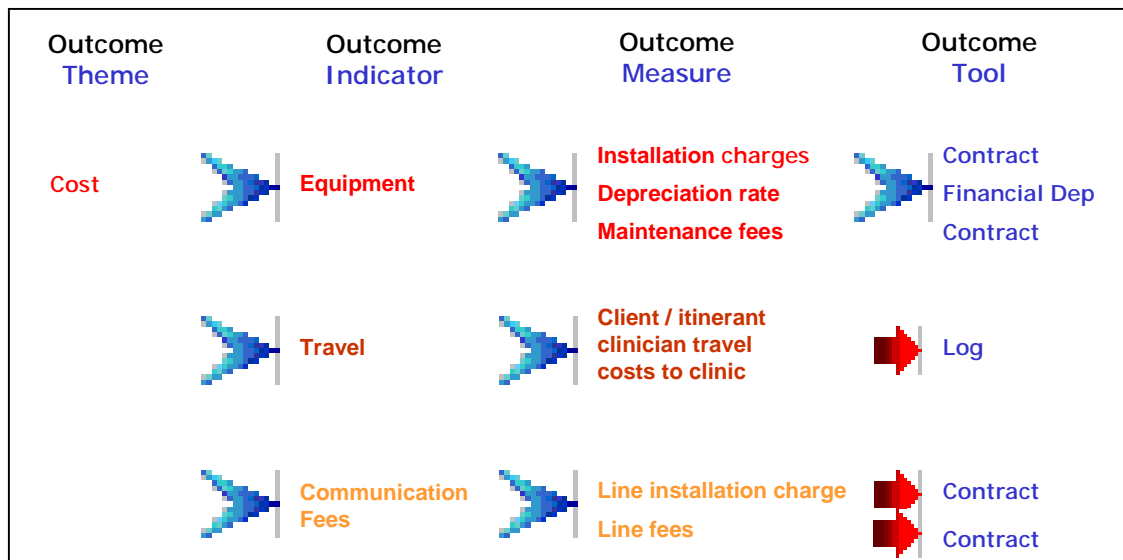 Outcome Outcome Outcome Outcome
Theme Indicator Measure Tool
Cost
Equipment
Installation charges
Depreciation rate
Maintenance fees
Contract
Financial Dep
Contract
Travel
Client / itinerant
clinician travel
costs to clinic
Log
Communication
Fees
Line installation charge
Line fees
Contract
Contract